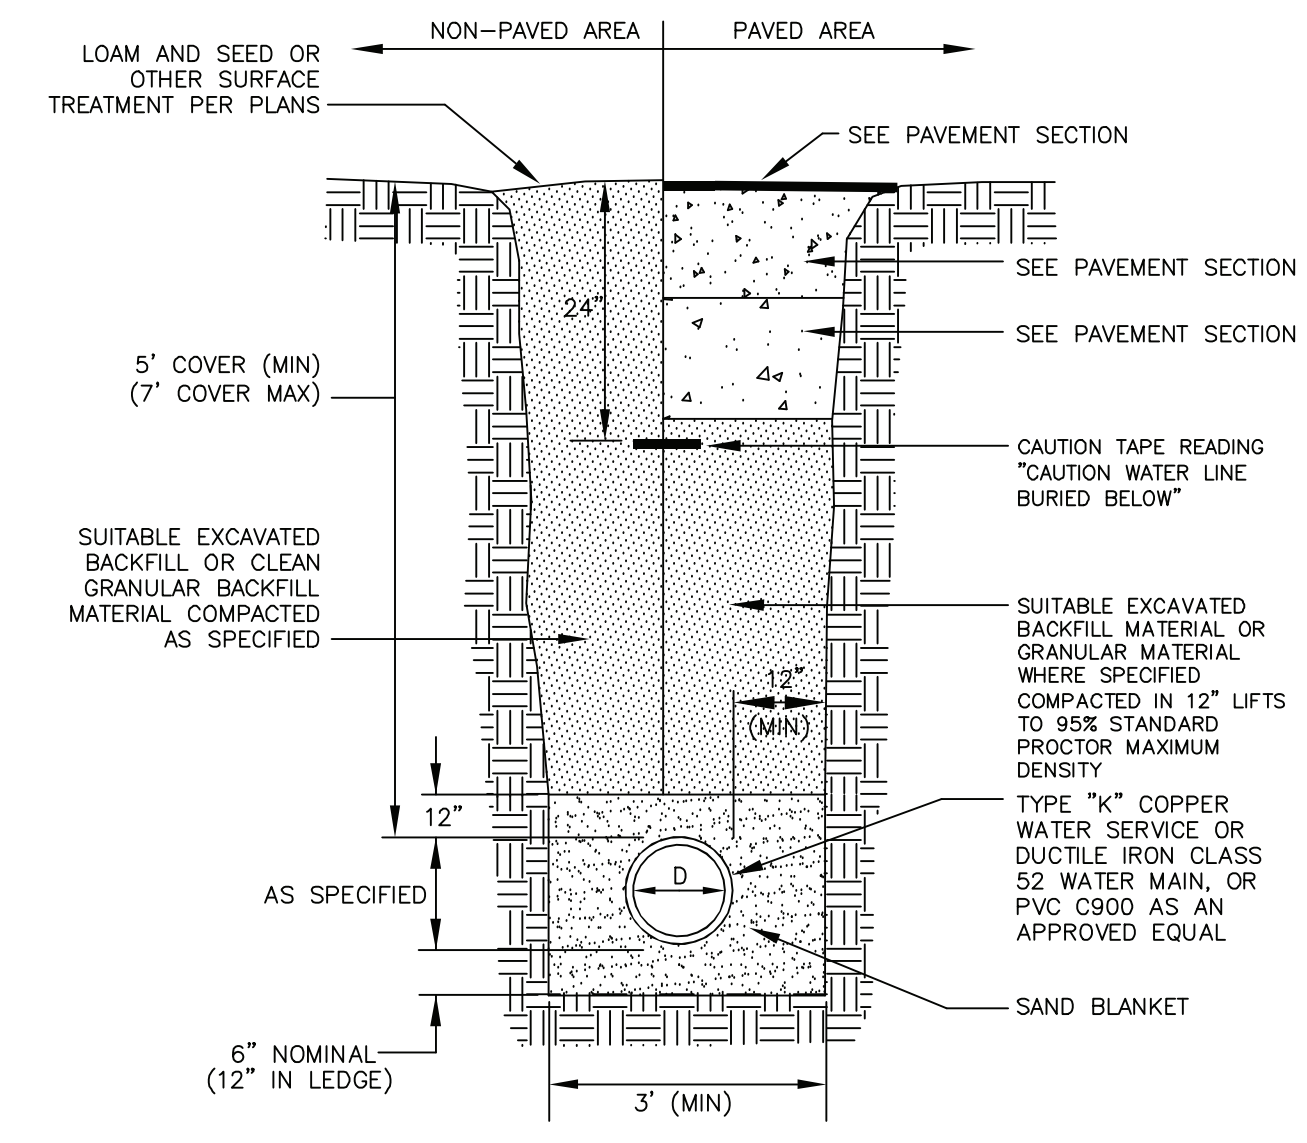 NON-PAVED AREA
PAVED AREA
LOAM AND SEED OR
OTHER SURFACE
TREATMENT PER PLANS
SEE PAVEMENT SECTION
SEE PAVEMENT SECTION
24"
SEE PAVEMENT SECTION
5' COVER (MIN)
(7' COVER MAX)
CAUTION TAPE READING
"CAUTION WATER LINE
BURIED BELOW"
SUITABLE EXCAVATED
BACKFILL OR CLEAN
GRANULAR BACKFILL
MATERIAL COMPACTED
AS SPECIFIED
SUITABLE EXCAVATED
BACKFILL MATERIAL OR
GRANULAR MATERIAL
WHERE SPECIFIED
COMPACTED IN 12" LIFTS
TO 95% STANDARD
PROCTOR MAXIMUM
DENSITY
12"
(MIN)
12"
TYPE "K" COPPER
WATER SERVICE OR
DUCTILE IRON CLASS
52 WATER MAIN, OR
PVC C900 AS AN
APPROVED EQUAL
AS SPECIFIED
D
SAND BLANKET
6" NOMINAL
(12" IN LEDGE)
3' (MIN)